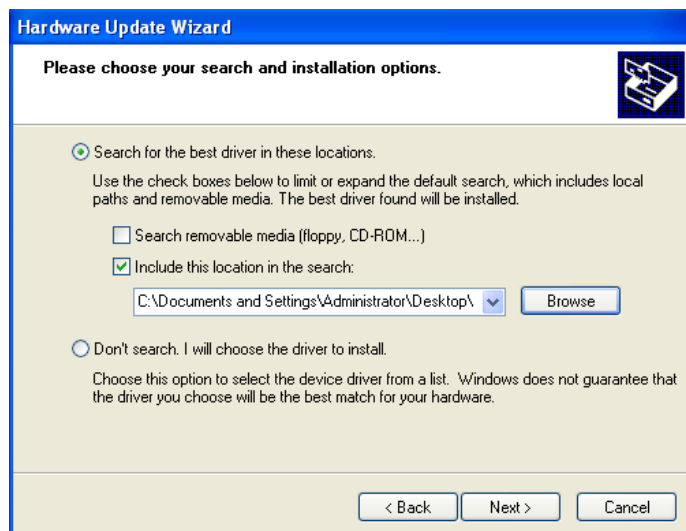 Hardware Update Wizard
Please choose your search and installation options.
Search for the best driver in these locations.
Use the check boxes below to limit or expand the default search, which includes local
paths and removable media. The best driver found will be installed.
Search removable media (floppy, CD-ROM...)
Include this location in the search:
C:\Documents and Settings\Administrator\Desktop\
Browse
Don't search. I will choose the driver to install.
Choose this option to select the device driver from a list. Windows does not guarantee that
the driver you choose will be the best match for your hardware.
< Back Next > Cancel